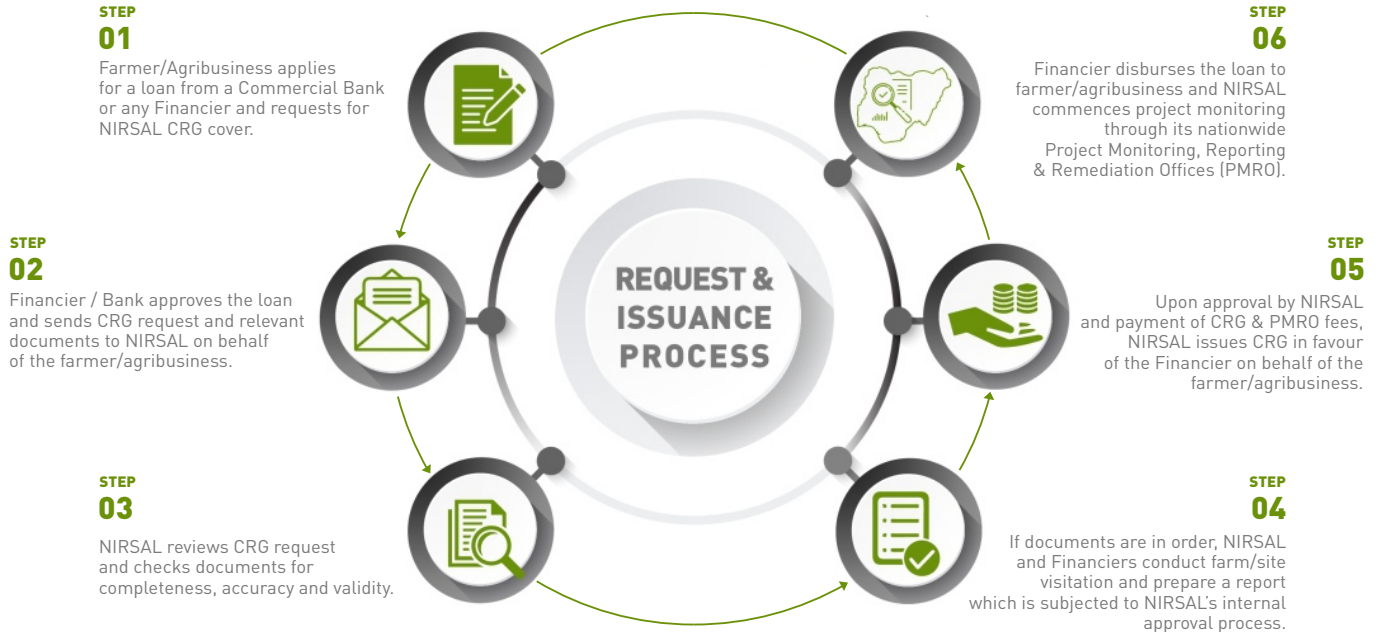 STEP
01
Farmer/Agribusiness applies
for a loan from a Commercial Bank
or any Financier and requests for
NIRSAL CRG cover.
STEP
02
Financier / Bank approves the loan
and sends CRG request and relevant
documents to NIRSAL on behalf
of the farmer/agribusiness.
STEP
03
NIRSAL reviews CRG request
and checks documents for
completeness, accuracy and validity.
REQUEST &
ISSUANCE
PROCESS
STEP
04
If documents are in order, NIRSAL
and Financiers conduct farm/site
visitation and prepare a report
which is subjected to NIRSAL's internal
approval process.
STEP
05
Upon approval by NIRSAL
and payment of CRG & PMRO fees,
NIRSAL issues CRG in favour
of the Financier on behalf of the
farmer/agribusiness.
STEP
06
Financier disburses the loan to
farmer/agribusiness and NIRSAL
commences project monitoring
through its nationwide
Project Monitoring, Reporting
& Remediation Offices (PMRO).